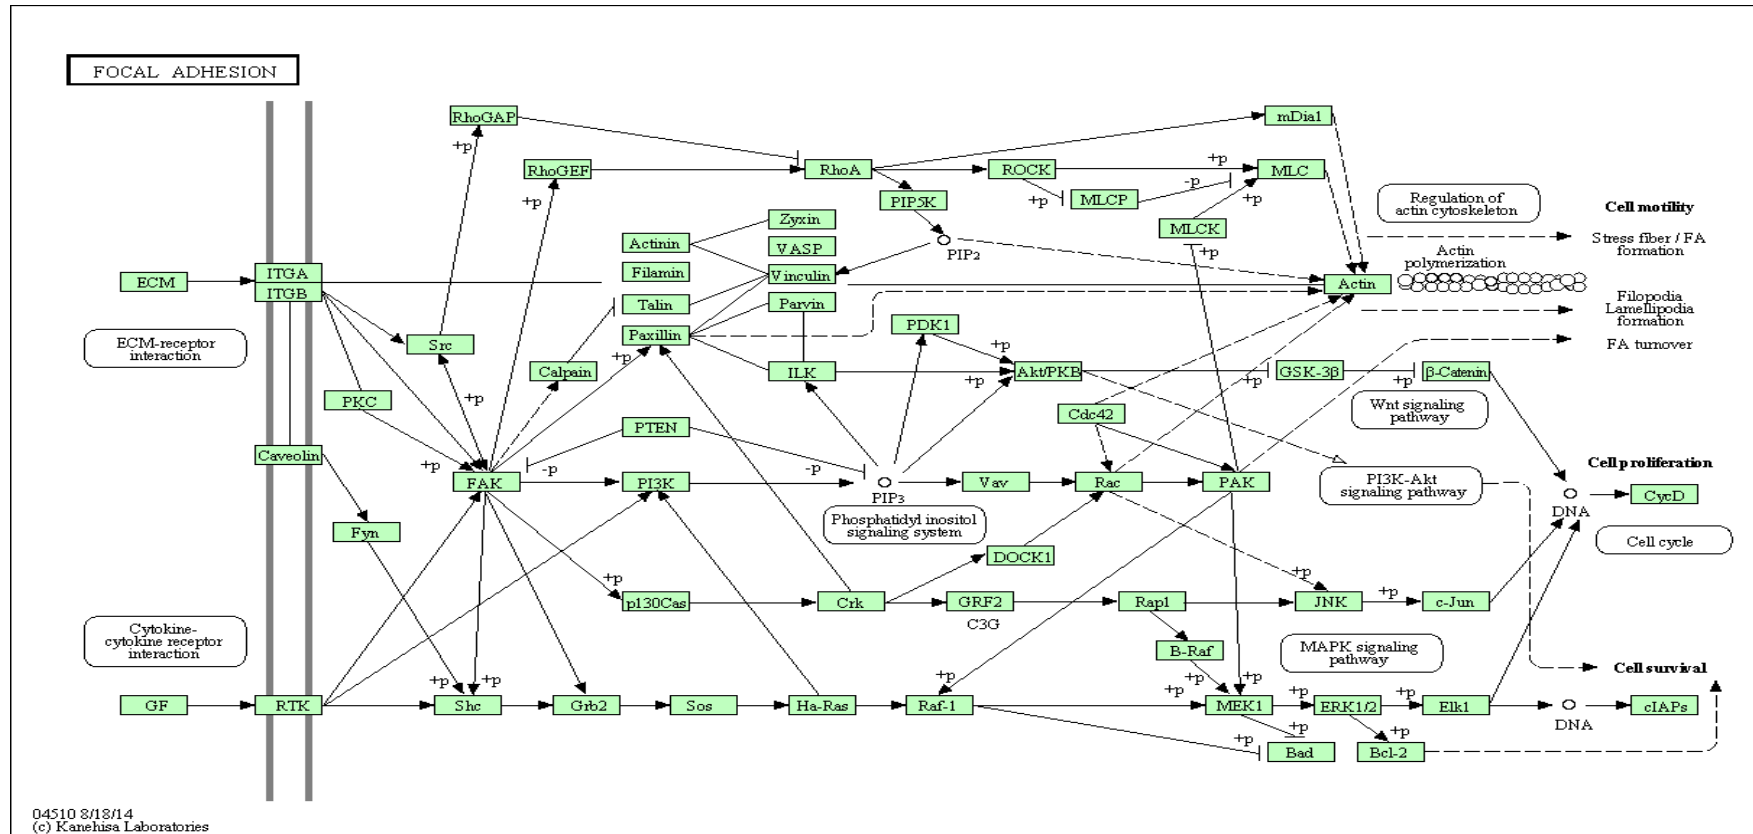 FOCAL ADHESION
RhoGAP
mDia1
+p
RhoGEF
RhoA
ROCK
+p
MLC
+p
PIP5K
+p
MLCP
-p
+p
MLCK
+p
Regulation of
actin cytoskeleton
Cell motility
Stress fiber / FA
formation
Actin
polymerization
Zyxin
Actinin
VASP
Filamin
Vinculin
Talin
Parvin
Paxillin
PIP2
ECM
ITGA
ITGB
Actin
Filopodia
Lamellipodia
formation
FA turnover
ECM-receptor
interaction
Src
+p
Calpain
+p
ILK
PDK1
+p
+p
Akt/PKB
GSK-3β
+p
+p
β-Catenin
Wnt signaling
pathway
PKC
Cdc42
PTEN
Caveolin
+p
-p
-p
FAK
PI3K
PIP3
Vav
Rac
PAK
PI3K-Akt
signaling pathway
Cell proliferation
DNA
CycD
Cell cycle
Phosphatidyl inositol
signaling system
Fyn
DOCK1
+p
+p
p130Cas
Crk
GRF2
C3G
Rap1
JNK
+p
c-Jun
Cytokine-
cytokine receptor
interaction
B-Raf
MAPK signaling
pathway
Cell survival
+p
+p
+p
+p
+p
+p
+p
+p
GF
RTK
Shc
Grb2
Sos
Ha-Ras
Raf-1
MEK1
ERK1/2
Elk1
DNA
cIAPs
+p
+p
+p
Bad
Bcl-2
04510 8/18/14
(c) Kanehisa Laboratories